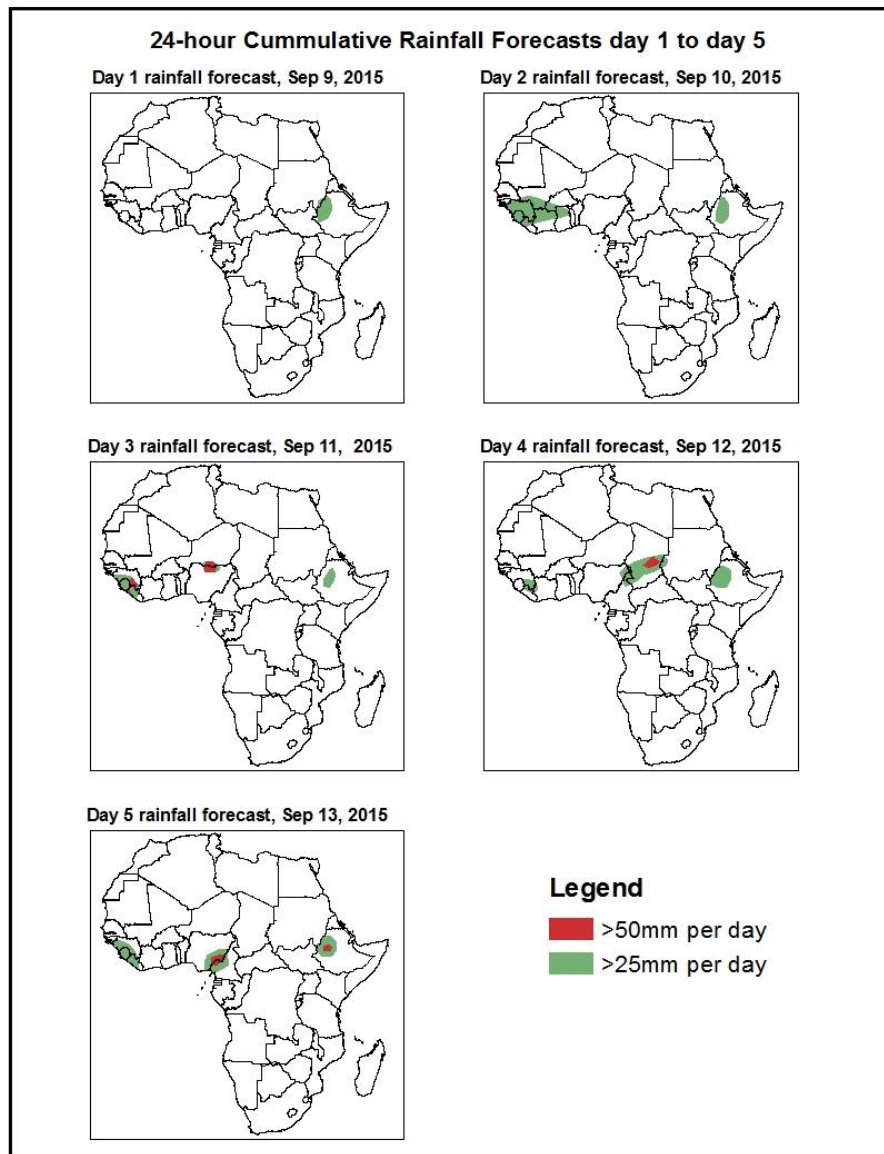 24-hour Cummulative Rainfall Forecasts day 1 to day 5
Day 1 rainfall forecast, Sep 9, 2015
Day 2 rainfall forecast, Sep 10, 2015
Day 3 rainfall forecast, Sep 11, 2015
Day 4 rainfall forecast, Sep 12, 2015
Day 5 rainfall forecast, Sep 13, 2015
Legend
>50mm per day
>25mm per day